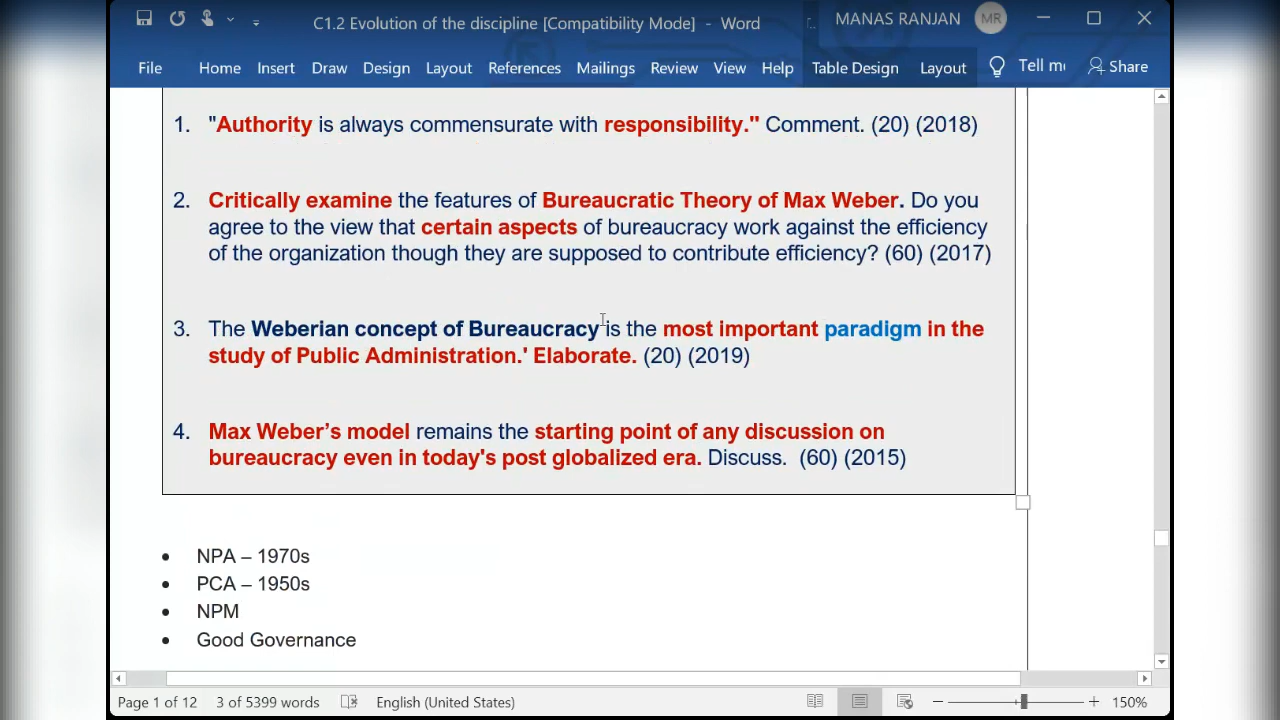 C1.2 Evolution of the discipline [Compatibility Mode] - Word
MANAS RANJAN MR
File Home Insert Draw Design Layout References Mailings Review View Help Table Design Layout Tell me Share
1. "Authority is always commensurate with responsibility." Comment. (20) (2018)
2. Critically examine the features of Bureaucratic Theory of Max Weber. Do you
agree to the view that certain aspects of bureaucracy work against the efficiency
of the organization though they are supposed to contribute efficiency? (60) (2017)
3. The Weberian concept of Bureaucracy is the most important paradigm in the
study of Public Administration.' Elaborate. (20) (2019)
4. Max Weber’s model remains the starting point of any discussion on
bureaucracy even in today's post globalized era. Discuss. (60) (2015)
• NPA – 1970s
• PCA – 1950s
• NPM
• Good Governance
Page 1 of 12 3 of 5399 words English (United States) 150%